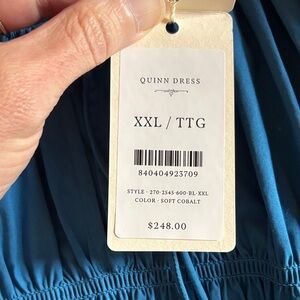 QUINN DRESS
XXL / TTG
840404923709
STYLE - 270-2545-600-BL-XXL
COLOR - SOFT COBALT
$248.00